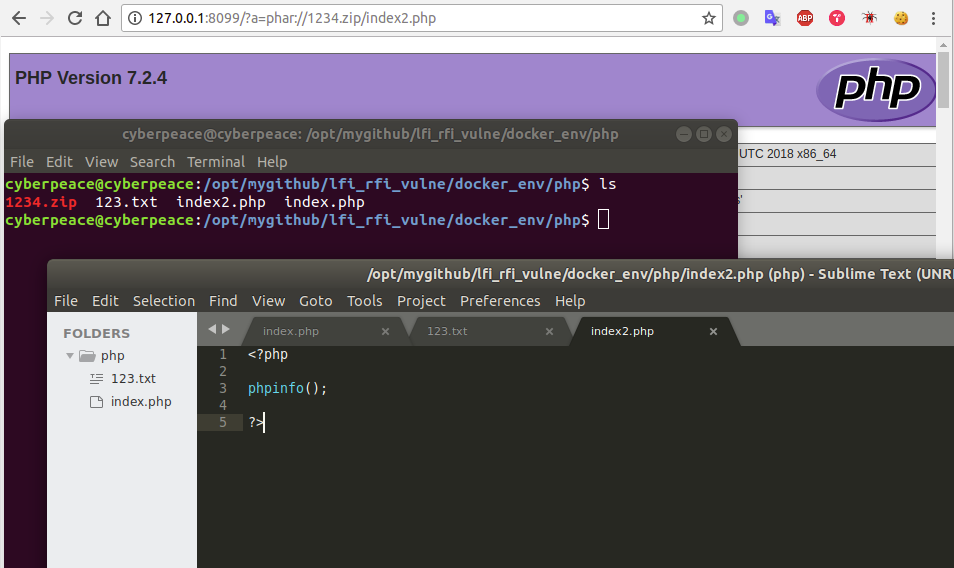 127.0.0.1:8099/?a=phar://1234.zip/index2.php
ABP
PHP Version 7.2.4
php
cyberpeace@cyberpeace: /opt/mygithub/lfi_rfi_vulne/docker_env/php
File Edit View Search Terminal Help
UTC 2018 x86_64
cyberpeace@cyberpeace:/opt/mygithub/lfi_rfi_vulne/docker_env/php$ ls
1234.zip 123.txt index2.php index.php
cyberpeace@cyberpeace:/opt/mygithub/lfi_rfi_vulne/docker_env/php$
/opt/mygithub/lfi_rfi_vulne/docker_env/php/index2.php (php) - Sublime Text (UNR
File Edit Selection Find View Goto Tools Project Preferences Help
index.php × 123.txt × index2.php ×
FOLDERS
php
123.txt
index.php
1 <?php
2
3 phpinfo();
4
5 ?>